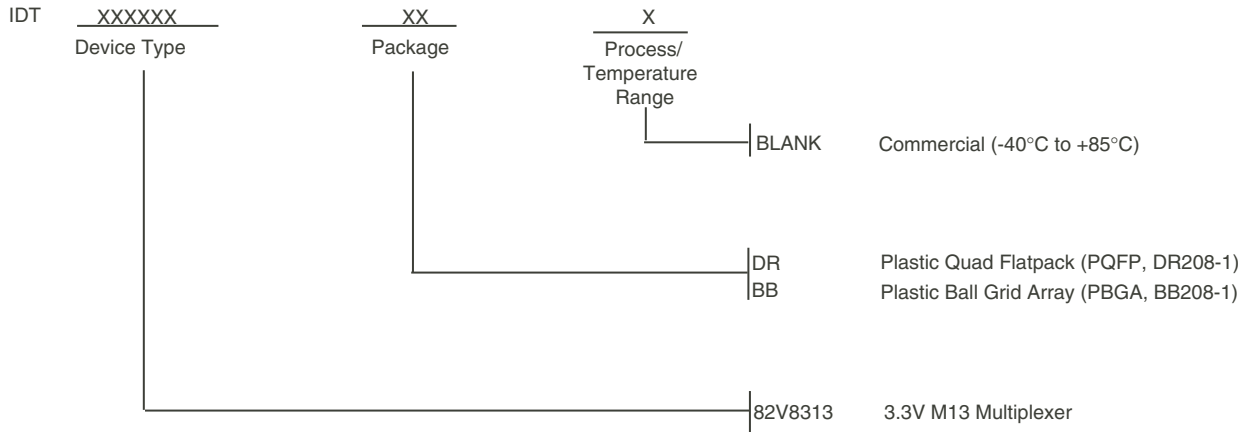 IDT XXXXXX XX X
Device Type Package Process/
Temperature
Range
BLANK Commercial (-40°C to +85°C)
DR Plastic Quad Flatpack (PQFP, DR208-1)
BB Plastic Ball Grid Array (PBGA, BB208-1)
82V8313 3.3V M13 Multiplexer